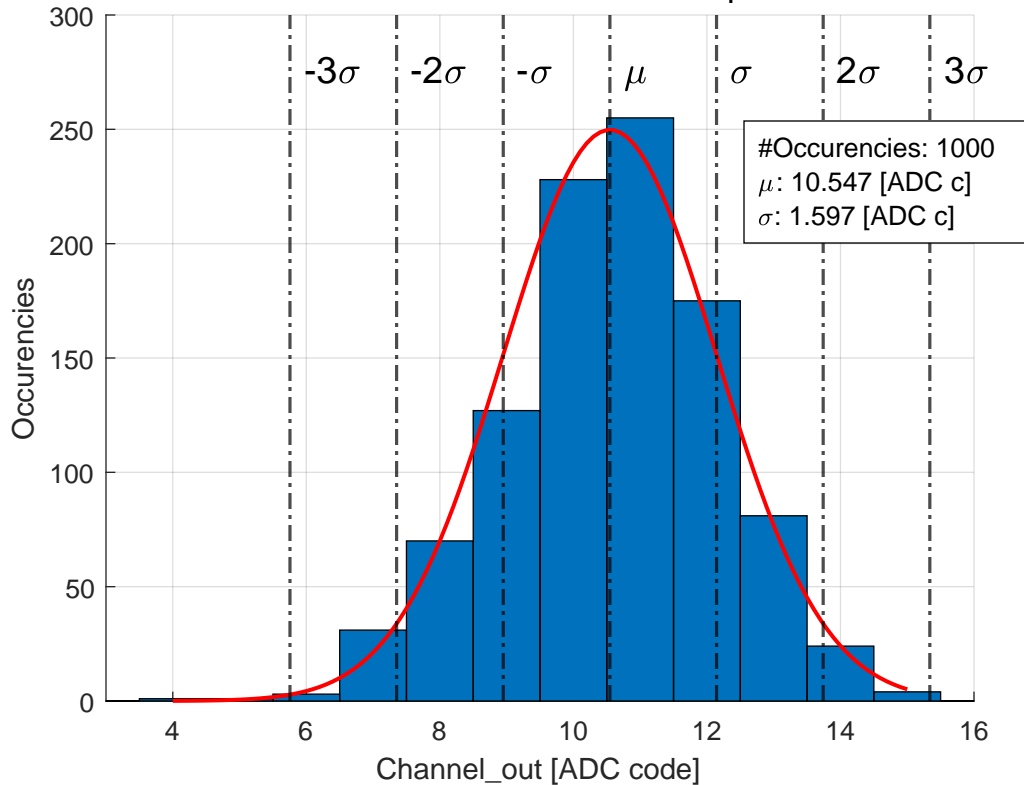 300
250
200
150
100
50
0
Occurencies
-3σ -2σ -σ μ σ 2σ 3σ
#Occurencies: 1000
μ: 10.547 [ADC c]
σ: 1.597 [ADC c]
4 6 8 10 12 14 16
Channel_out [ADC code]